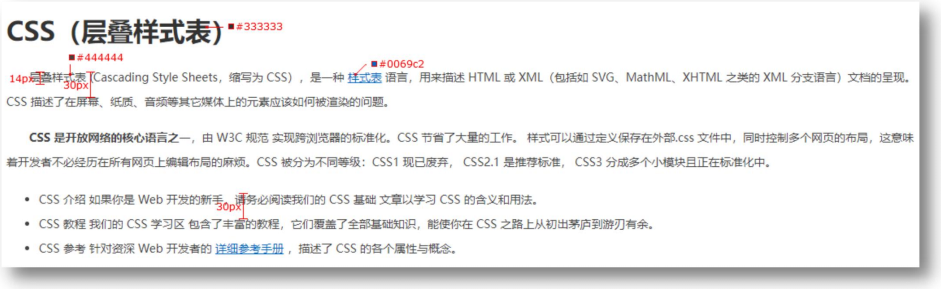 CSS（层叠样式表）
#333333
#444444
#0069c2
14px
30px
层叠样式表 (Cascading Style Sheets，缩写为 CSS），是一种 样式表 语言，用来描述 HTML 或 XML（包括如 SVG、MathML、XHTML 之类的 XML 分支语言）文档的呈现。
CSS 描述了在屏幕、纸质、音频等其它媒体上的元素应该如何被渲染的问题。
CSS 是开放网络的核心语言之一，由 W3C 规范 实现跨浏览器的标准化。CSS 节省了大量的工作。 样式可以通过定义保存在外部.css 文件中，同时控制多个网页的布局，这意味
着开发者不必经历在所有网页上编辑布局的麻烦。CSS 被分为不同等级：CSS1 现已废弃， CSS2.1 是推荐标准， CSS3 分成多个小模块且正在标准化中。
• CSS 介绍 如果你是 Web 开发的新手，请务必阅读我们的 CSS 基础 文章以学习 CSS 的含义和用法。
30px
• CSS 教程 我们的 CSS 学习区 包含了丰富的教程，它们覆盖了全部基础知识，能使你在 CSS 之路上从初出茅庐到游刃有余。
• CSS 参考 针对资深 Web 开发者的 详细参考手册 ，描述了 CSS 的各个属性与概念。